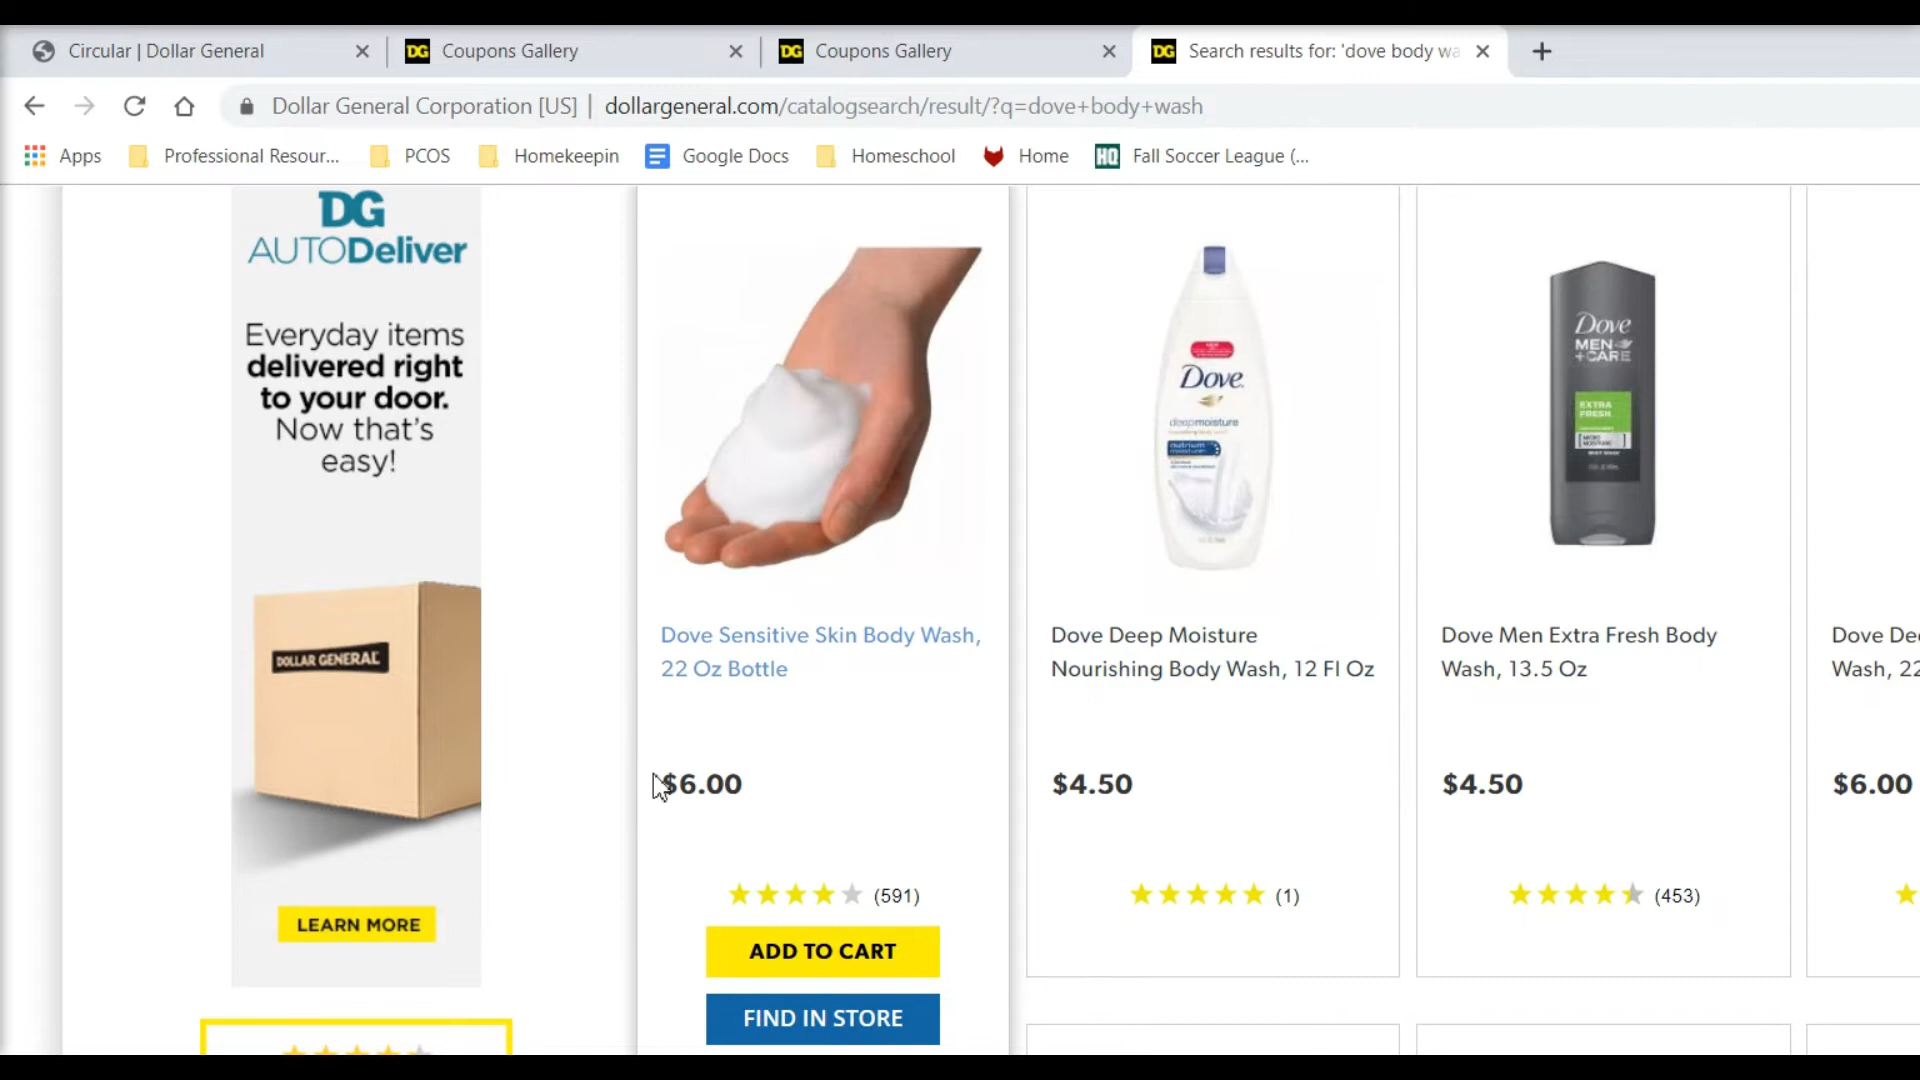 Circular | Dollar General
DG Coupons Gallery
DG Coupons Gallery
DG Search results for: 'dove body wa
Dollar General Corporation [US] | dollargeneral.com/catalogsearch/result/?q=dove+body+wash
Apps
Professional Resour...
PCOS
Homekeepin
Google Docs
Homeschool
Home
HQ Fall Soccer League (...
DG
AUTODeliver
Everyday items
delivered right
to your door.
Now that's
easy!
DOLLAR GENERAL
LEARN MORE
Dove Sensitive Skin Body Wash,
22 Oz Bottle
$6.00
(591)
ADD TO CART
FIND IN STORE
Dove
deepmoisture
Dove Deep Moisture
Nourishing Body Wash, 12 Fl Oz
$4.50
(1)
Dove
MEN
+CARE
EXTRA
FRESH
Dove Men Extra Fresh Body
Wash, 13.5 Oz
$4.50
(453)
Dove De
Wash, 22
$6.00